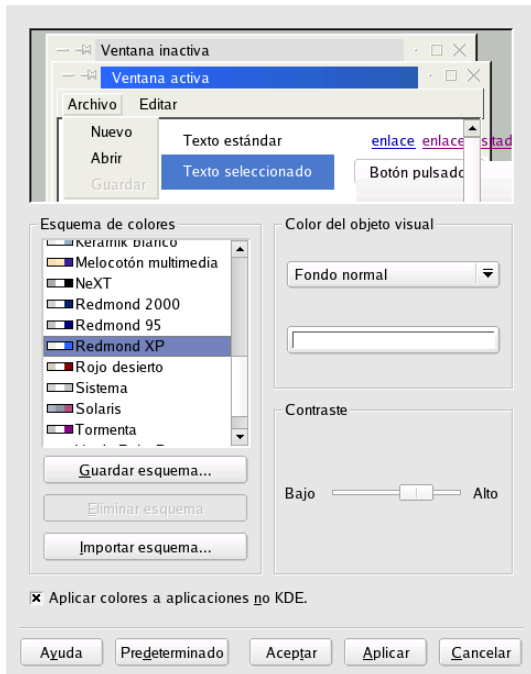 Ventana inactiva
Ventana activa
Archivo Editar
Nuevo
Abrir
Guardar
Texto estándar
enlace enlace
Texto seleccionado
Botón pulsado
Esquema de colores
Keramik blanco
Melocotón multimedia
NeXT
Redmond 2000
Redmond 95
Redmond XP
Rojo desierto
Sistema
Solaris
Tormenta
Guardar esquema...
Eliminar esquema
Importar esquema...
Color del objeto visual
Fondo normal
Contraste
Bajo Alto
Aplicar colores a aplicaciones no KDE.
Ayuda Predeterminado Aceptar Aplicar Cancelar